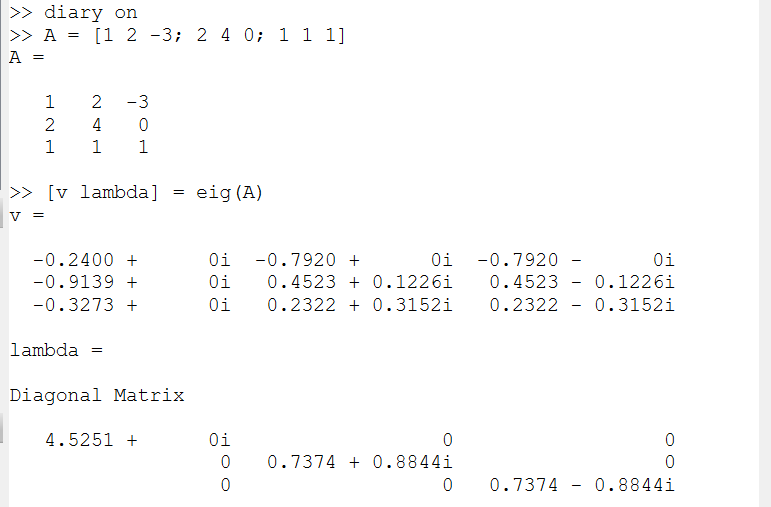 >> diary on
>> A = [1 2 -3; 2 4 0; 1 1 1]
A =
1 2 -3
2 4 0
1 1 1
>> [v lambda] = eig(A)
v =
-0.2400 + 0i -0.7920 + 0i -0.7920 - 0i
-0.9139 + 0i 0.4523 + 0.1226i 0.4523 - 0.1226i
-0.3273 + 0i 0.2322 + 0.3152i 0.2322 - 0.3152i
lambda =
Diagonal Matrix
4.5251 + 0i 0 0
0 0.7374 + 0.8844i 0
0 0 0.7374 - 0.8844i